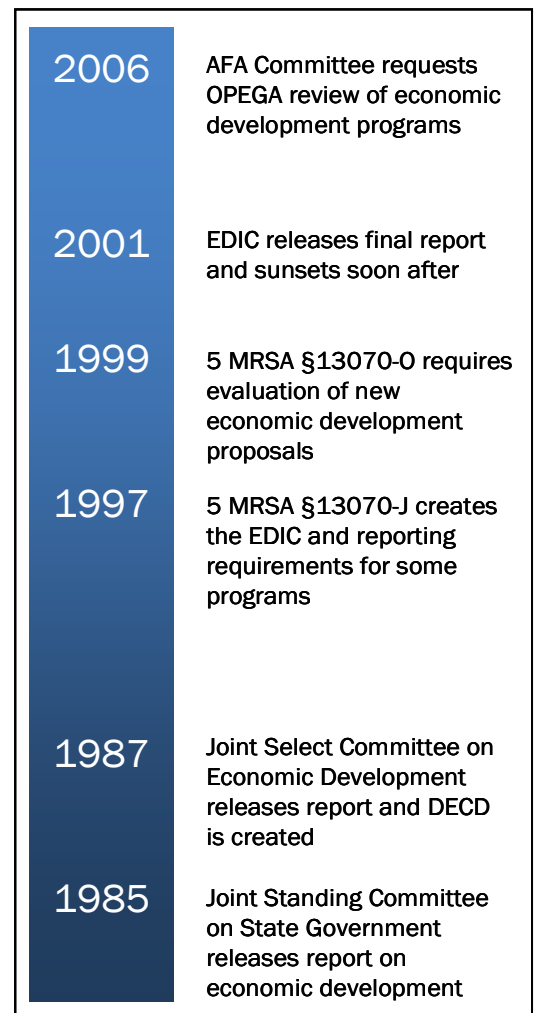 2006
AFA Committee requests
OPEGA review of economic
development programs
2001
EDIC releases final report
and sunsets soon after
1999
5 MRSA §13070-O requires
evaluation of new
economic development
proposals
1997
5 MRSA §13070-J creates
the EDIC and reporting
requirements for some
programs
1987
Joint Select Committee on
Economic Development
releases report and DECD
is created
1985
Joint Standing Committee
on State Government
releases report on
economic development